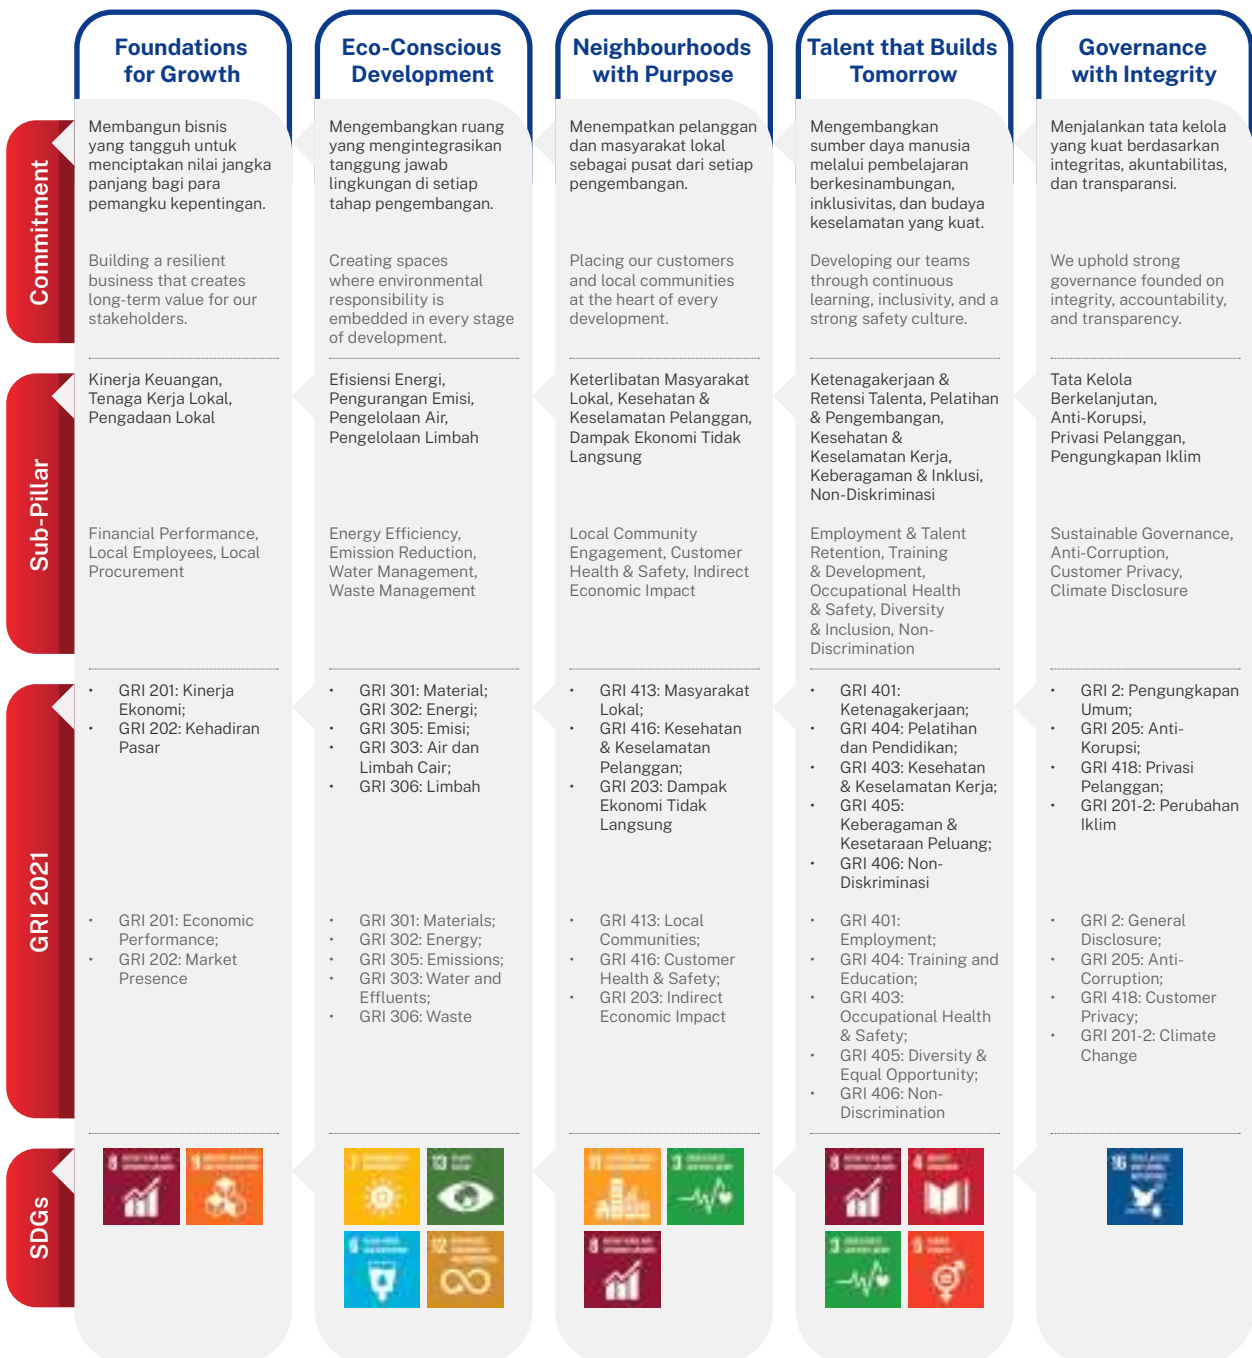 Foundations
for Growth
Eco-Conscious
Development
Neighbourhoods
with Purpose
Talent that Builds
Tomorrow
Governance
with Integrity
Commitment
Membangun bisnis
yang tangguh untuk
menciptakan nilai jangka
panjang bagi para
pemangku kepentingan.
Building a resilient
business that creates
long-term value for our
stakeholders.
Mengembangkan ruang
yang mengintegrasikan
tanggung jawab
lingkungan di setiap
tahap pengembangan.
Creating spaces
where environmental
responsibility is
embedded in every stage
of development.
Menempatkan pelanggan
dan masyarakat lokal
sebagai pusat dari setiap
pengembangan.
Placing our customers
and local communities
at the heart of every
development.
Mengembangkan
sumber daya manusia
melalui pembelajaran
berkesinambungan,
inklusivitas, dan budaya
keselamatan yang kuat.
Developing our teams
through continuous
learning, inclusivity, and a
strong safety culture.
Menjalankan tata kelola
yang kuat berdasarkan
integritas, akuntabilitas,
dan transparansi.
We uphold strong
governance founded on
integrity, accountability,
and transparency.
Sub-Pillar
Kinerja Keuangan,
Tenaga Kerja Lokal,
Pengadaan Lokal
Financial Performance,
Local Employees, Local
Procurement
Efisiensi Energi,
Pengurangan Emisi,
Pengelolaan Air,
Pengelolaan Limbah
Energy Efficiency,
Emission Reduction,
Water Management,
Waste Management
Keterlibatan Masyarakat
Lokal, Kesehatan &
Keselamatan Pelanggan,
Dampak Ekonomi Tidak
Langsung
Local Community
Engagement, Customer
Health & Safety, Indirect
Economic Impact
Ketenagakerjaan &
Retensi Talenta, Pelatihan
& Pengembangan,
Kesehatan &
Keselamatan Kerja,
Keberagaman & Inklusi,
Non-Diskriminasi
Employment & Talent
Retention, Training
& Development,
Occupational Health
& Safety, Diversity
& Inclusion, Non-
Discrimination
Tata Kelola
Berkelanjutan,
Anti-Korupsi,
Privasi Pelanggan,
Pengungkapan Iklim
Sustainable Governance,
Anti-Corruption,
Customer Privacy,
Climate Disclosure
GRI 2021
• GRI 201: Kinerja
Ekonomi;
• GRI 202: Kehadiran
Pasar
• GRI 201: Economic
Performance;
• GRI 202: Market
Presence
• GRI 301: Material;
GRI 302: Energi;
• GRI 305: Emisi;
• GRI 303: Air dan
Limbah Cair;
• GRI 306: Limbah
• GRI 301: Materials;
• GRI 302: Energy;
• GRI 305: Emissions;
• GRI 303: Water and
Effluents;
• GRI 306: Waste
• GRI 413: Masyarakat
Lokal;
• GRI 416: Kesehatan
& Keselamatan
Pelanggan;
• GRI 203: Dampak
Ekonomi Tidak
Langsung
• GRI 413: Local
Communities;
• GRI 416: Customer
Health & Safety;
• GRI 203: Indirect
Economic Impact
• GRI 401:
Ketenagakerjaan;
• GRI 404: Pelatihan
dan Pendidikan;
• GRI 403: Kesehatan
& Keselamatan Kerja;
• GRI 405:
Keberagaman &
Kesetaraan Peluang;
• GRI 406: Non-
Diskriminasi
• GRI 401:
Employment;
• GRI 404: Training and
Education;
• GRI 403:
Occupational Health
& Safety;
• GRI 405: Diversity &
Equal Opportunity;
• GRI 406: Non-
Discrimination
• GRI 2: Pengungkapan
Umum;
• GRI 205: Anti-
Korupsi;
• GRI 418: Privasi
Pelanggan;
• GRI 201-2: Perubahan
Iklim
• GRI 2: General
Disclosure;
• GRI 205: Anti-
Corruption;
• GRI 418: Customer
Privacy;
• GRI 201-2: Climate
Change
SDGs
8
9
7
13
6
12
11
3
8
8
4
3
5
16